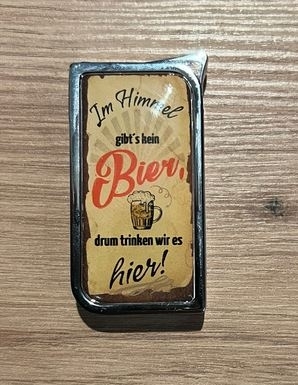 Im Himmel
gibt's kein
Bier,
drum trinken wir es
hier!